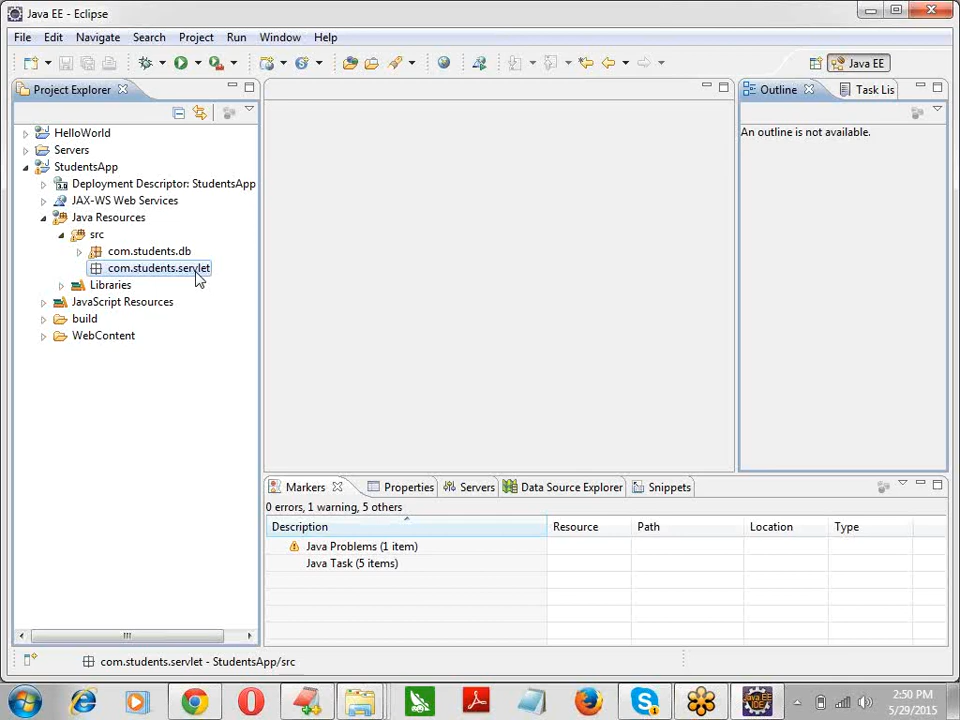 Java EE - Eclipse
File Edit Navigate Search Project Run Window Help
Java EE
Project Explorer
Outline
Task Lis
HelloWorld
An outline is not available.
Servers
StudentsApp
Deployment Descriptor: StudentsApp
JAX-WS Web Services
Java Resources
src
com.students.db
com.students.servlet
Libraries
JavaScript Resources
build
WebContent
Markers Properties Servers Data Source Explorer Snippets
0 errors, 1 warning, 5 others
Description Resource Path Location Type
Java Problems (1 item)
Java Task (5 items)
com.students.servlet - StudentsApp/src
2:50 PM
5/29/2015